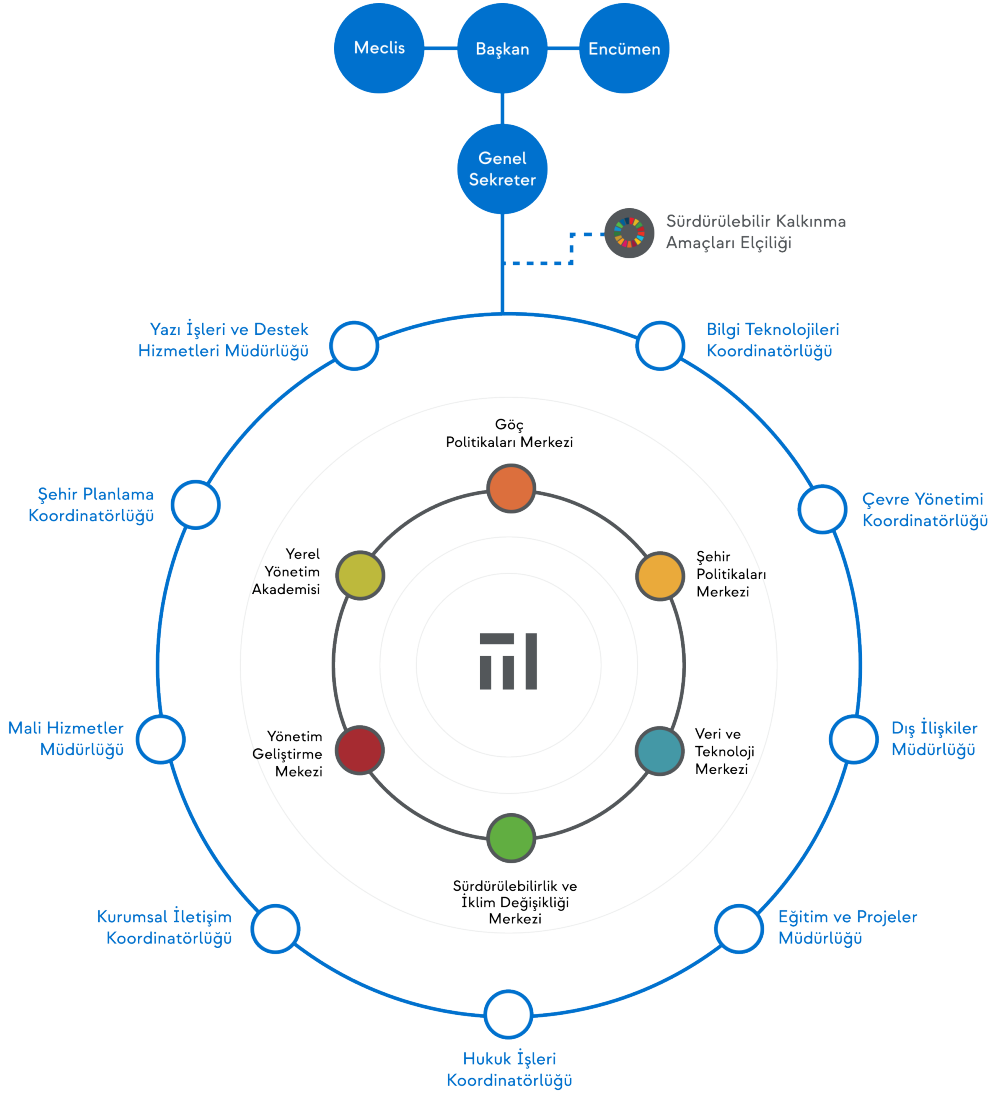 Meclis
Başkan
Encümen
Genel
Sekreter
Sürdürülebilir Kalkınma
Amaçları Elçiliği
Yazı İşleri ve Destek
Hizmetleri Müdürlüğü
Bilgi Teknolojileri
Koordinatörlüğü
Göç
Politikaları Merkezi
Şehir Planlama
Koordinatörlüğü
Çevre Yönetimi
Koordinatörlüğü
Yerel
Yönetim
Akademisi
Şehir
Politikaları
Merkezi
Mali Hizmetler
Müdürlüğü
Yönetim
Geliştirme
Mekezi
Veri ve
Teknoloji
Merkezi
Dış İlişkiler
Müdürlüğü
Sürdürülebilirlik ve
İklim Değişikliği
Merkezi
Kurumsal İletişim
Koordinatörlüğü
Eğitim ve Projeler
Müdürlüğü
Hukuk İşleri
Koordinatörlüğü